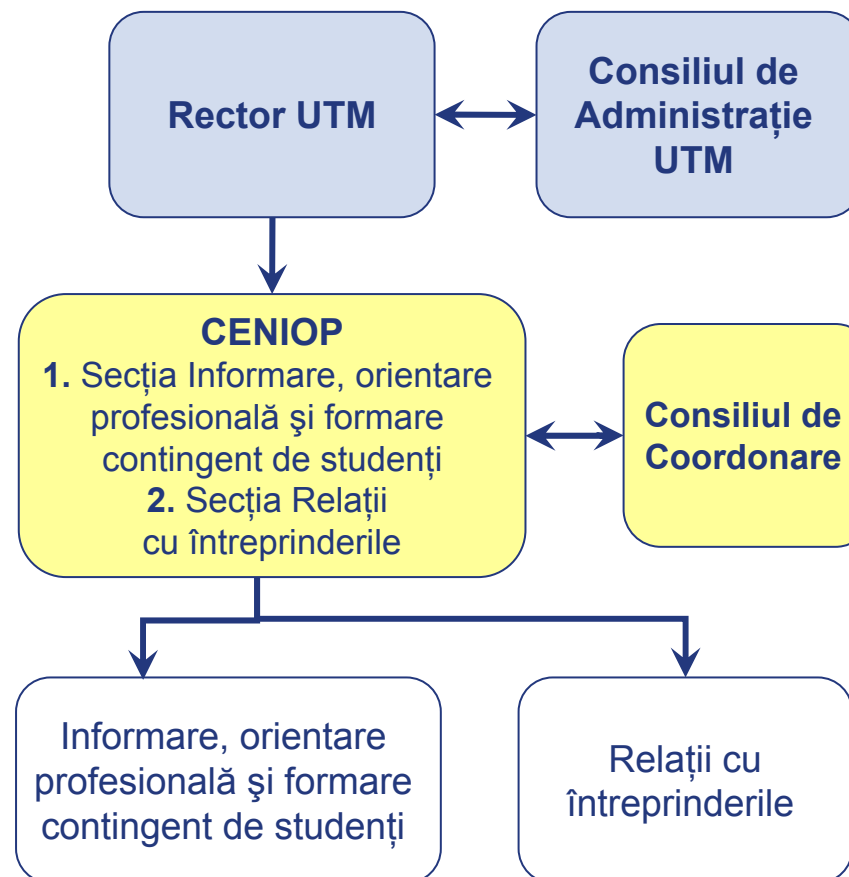 Rector UTM
Consiliul de
Administrație
UTM
CENIOP
1. Secția Informare, orientare
profesională şi formare
contingent de studenți
2. Secția Relații
cu întreprinderile
Consiliul de
Coordonare
Informare, orientare
profesională şi formare
contingent de studenți
Relații cu
întreprinderile